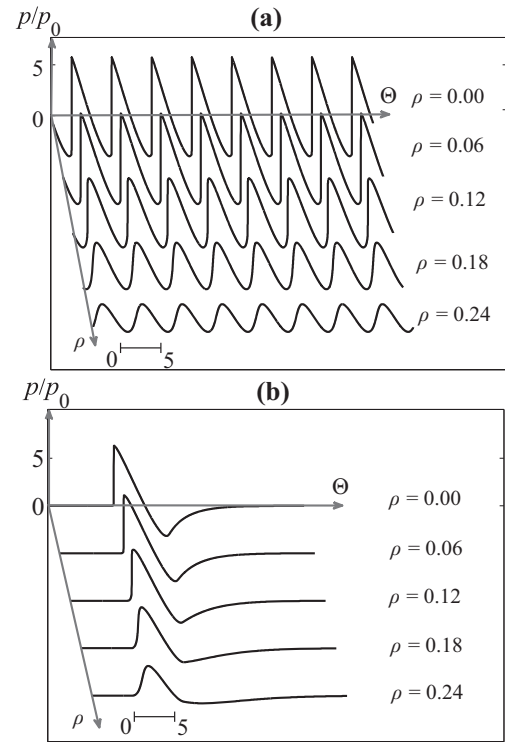 (a)
p/p0
5
0
Θ
ρ = 0.00
ρ = 0.06
ρ = 0.12
ρ = 0.18
ρ = 0.24
ρ
0 5
(b)
p/p0
5
0
Θ
ρ = 0.00
ρ = 0.06
ρ = 0.12
ρ = 0.18
ρ = 0.24
ρ
0 5